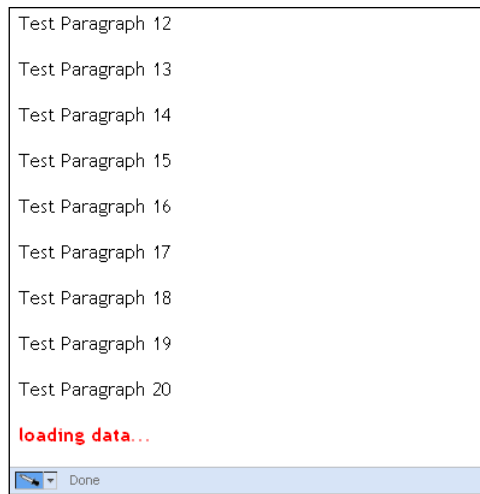 Test Paragraph 12
Test Paragraph 13
Test Paragraph 14
Test Paragraph 15
Test Paragraph 16
Test Paragraph 17
Test Paragraph 18
Test Paragraph 19
Test Paragraph 20
loading data...
Done